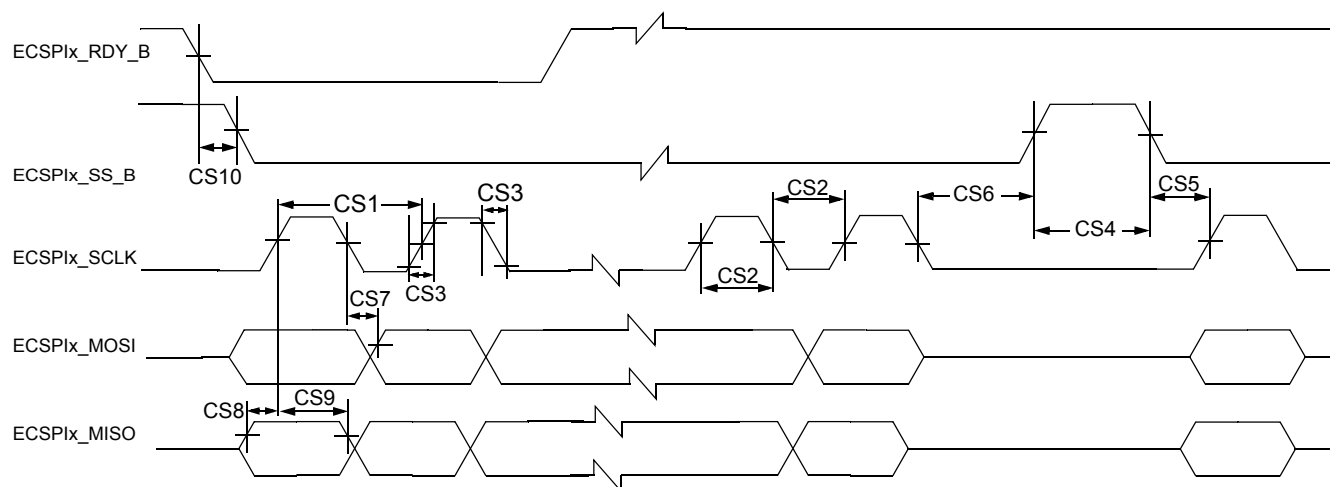 ECSPIx_RDY_B
ECSPIx_SS_B
CS10
CS1
CS3
CS2
CS6
CS5
CS4
ECSPIx_SCLK
CS3
CS2
CS7
ECSPIx_MOSI
CS8
CS9
ECSPIx_MISO